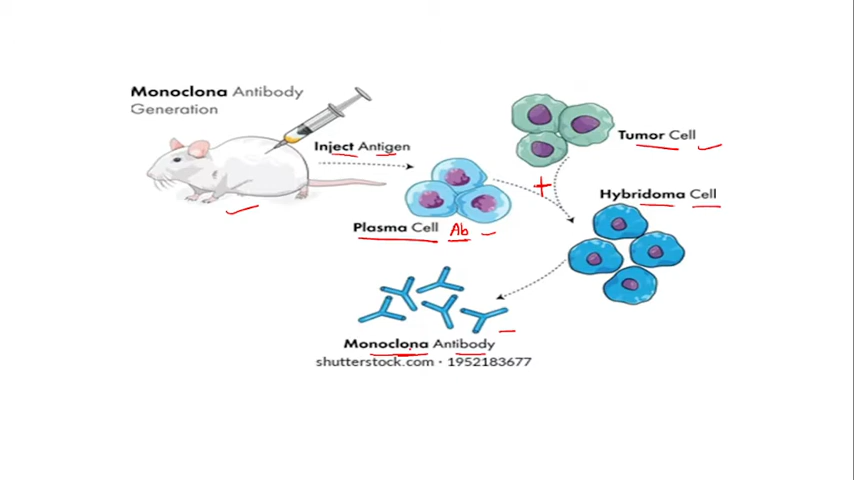 Monoclona Antibody
Generation
Inject Antigen
Tumor Cell
+
Hybridoma Cell
Plasma Cell Ab
Monoclona Antibody
shutterstock.com · 1952183677